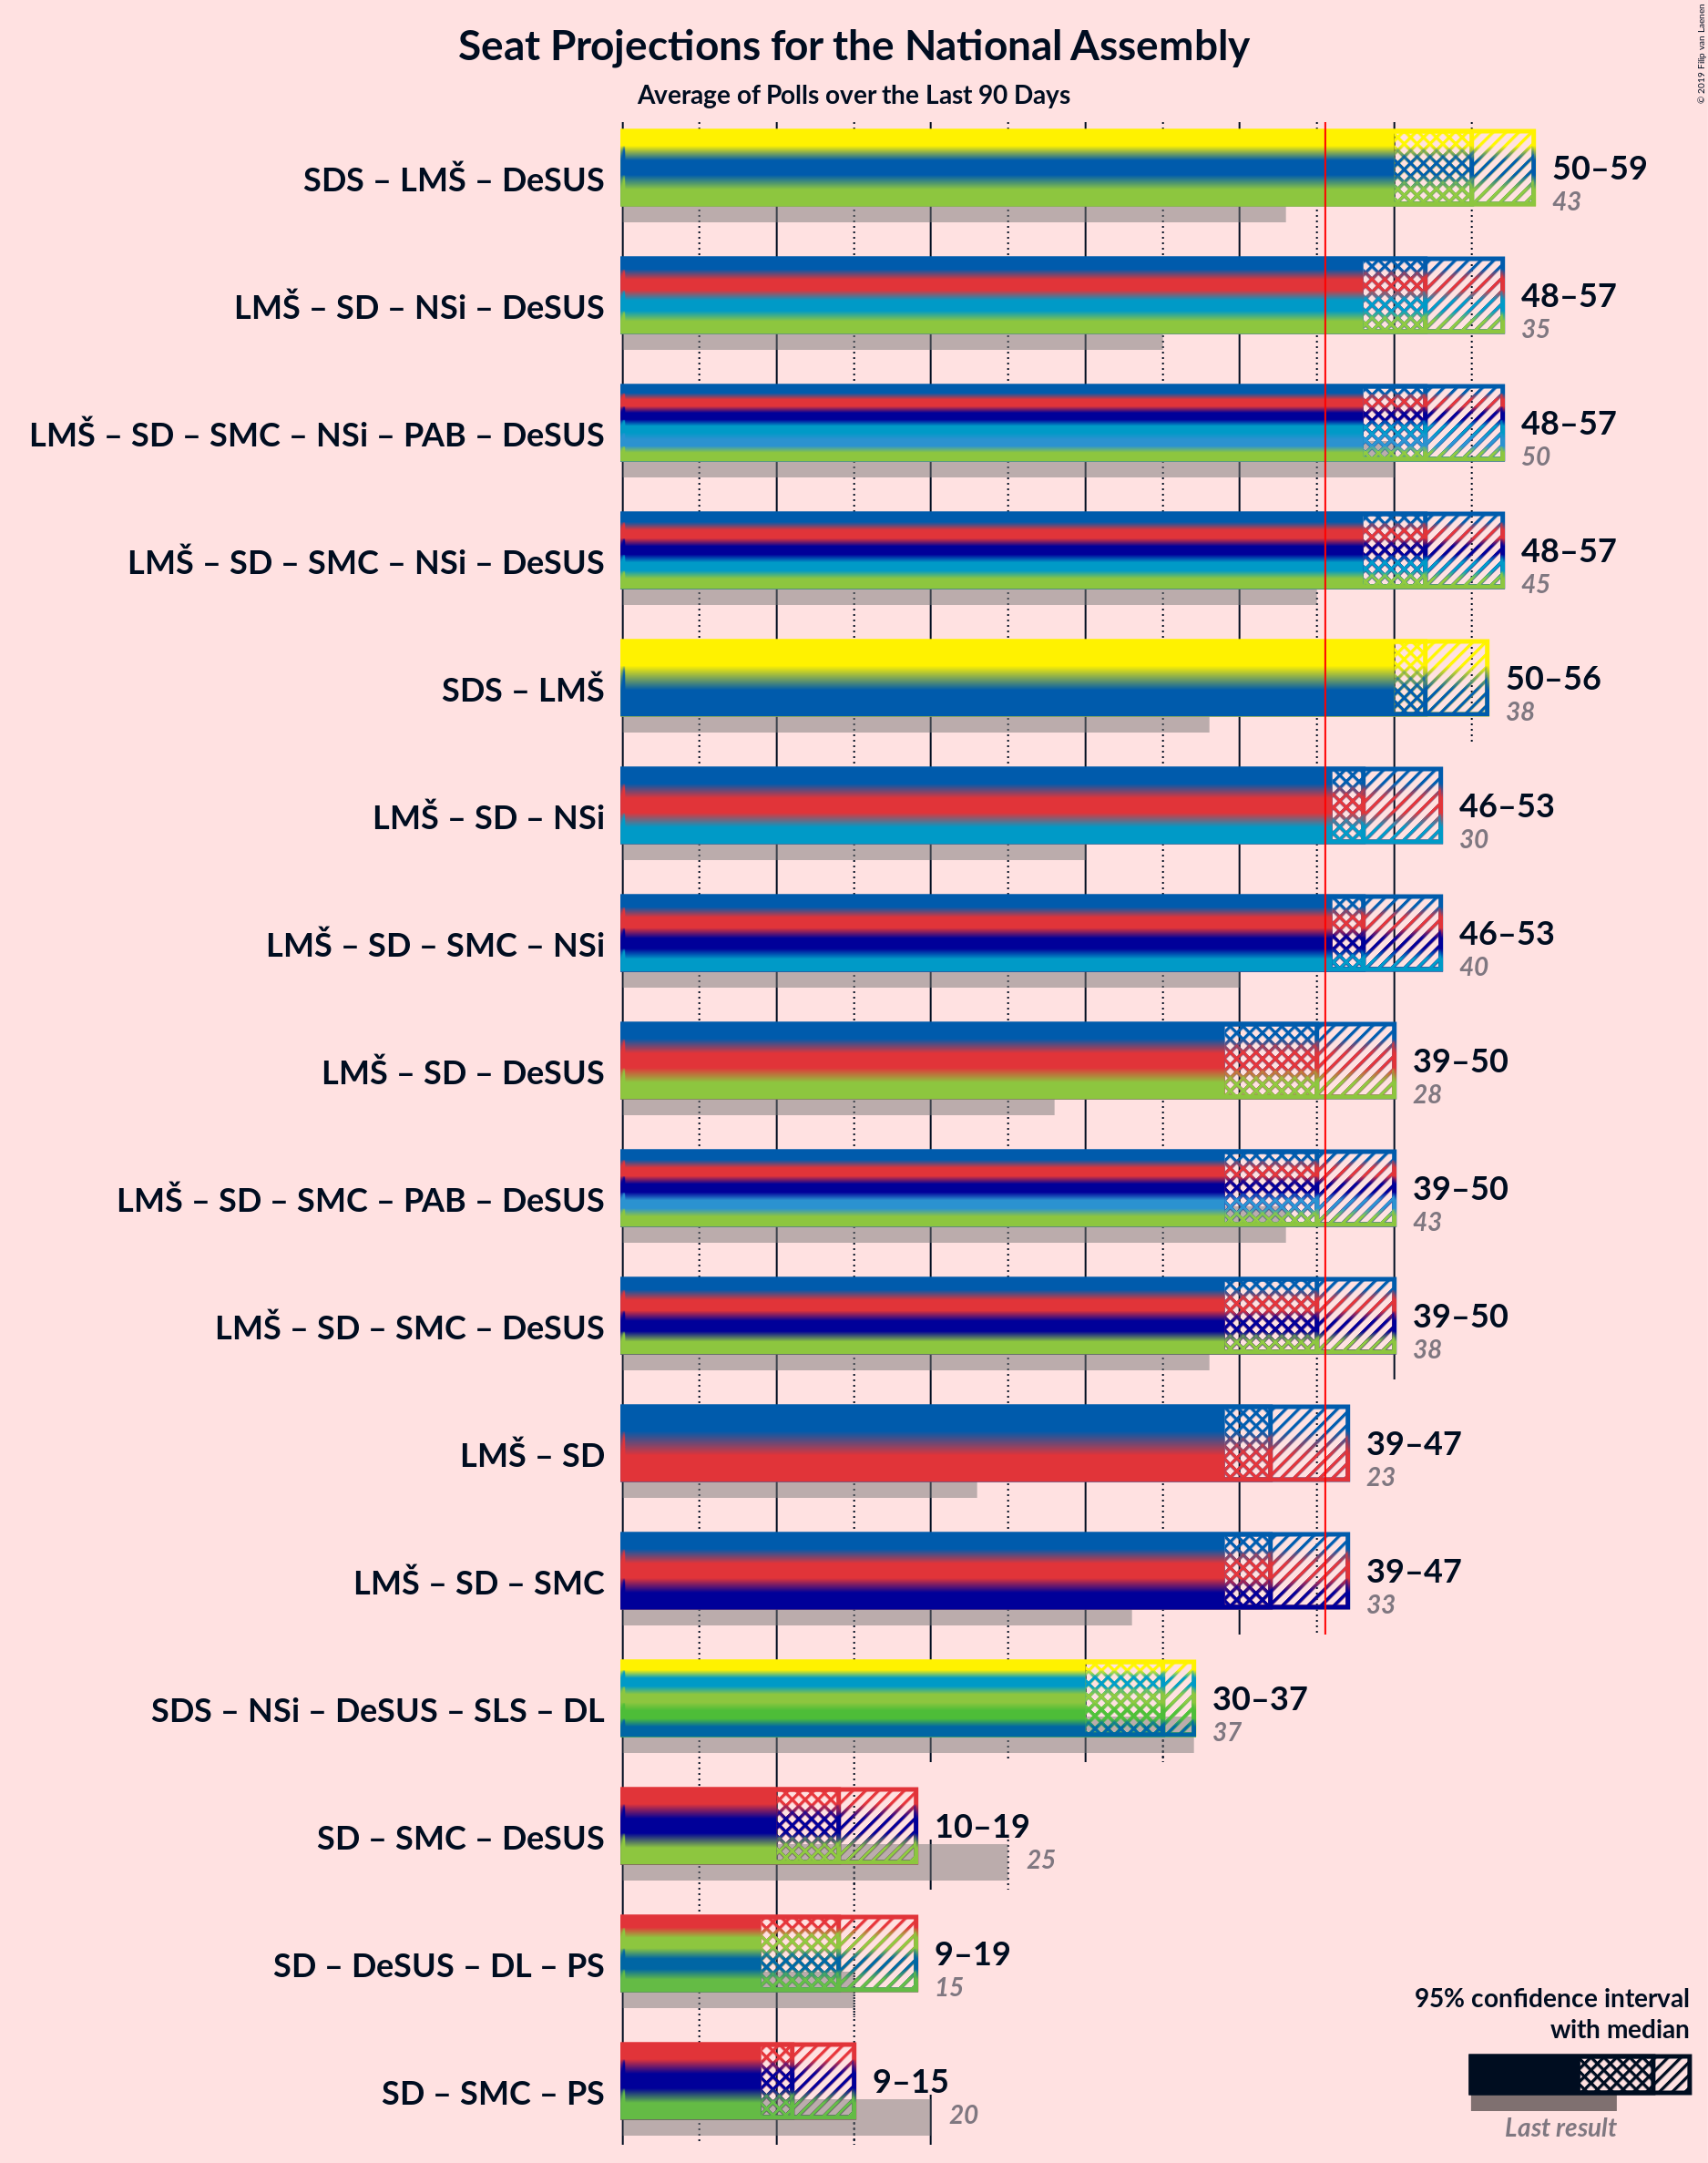 Seat Projections for the National Assembly
Average of Polls over the Last 90 Days
© 2019 Filip van Laenen
SDS – LMŠ – DeSUS
50–59
43
LMŠ – SD – NSi – DeSUS
48–57
35
LMŠ – SD – SMC – NSi – PAB – DeSUS
48–57
50
LMŠ – SD – SMC – NSi – DeSUS
48–57
45
SDS – LMŠ
50–56
38
LMŠ – SD – NSi
46–53
30
LMŠ – SD – SMC – NSi
46–53
40
LMŠ – SD – DeSUS
39–50
28
LMŠ – SD – SMC – PAB – DeSUS
39–50
43
LMŠ – SD – SMC – DeSUS
39–50
38
LMŠ – SD
39–47
23
LMŠ – SD – SMC
39–47
33
SDS – NSi – DeSUS – SLS – DL
30–37
37
SD – SMC – DeSUS
10–19
25
SD – DeSUS – DL – PS
9–19
15
SD – SMC – PS
9–15
20
95% confidence interval
with median
Last result